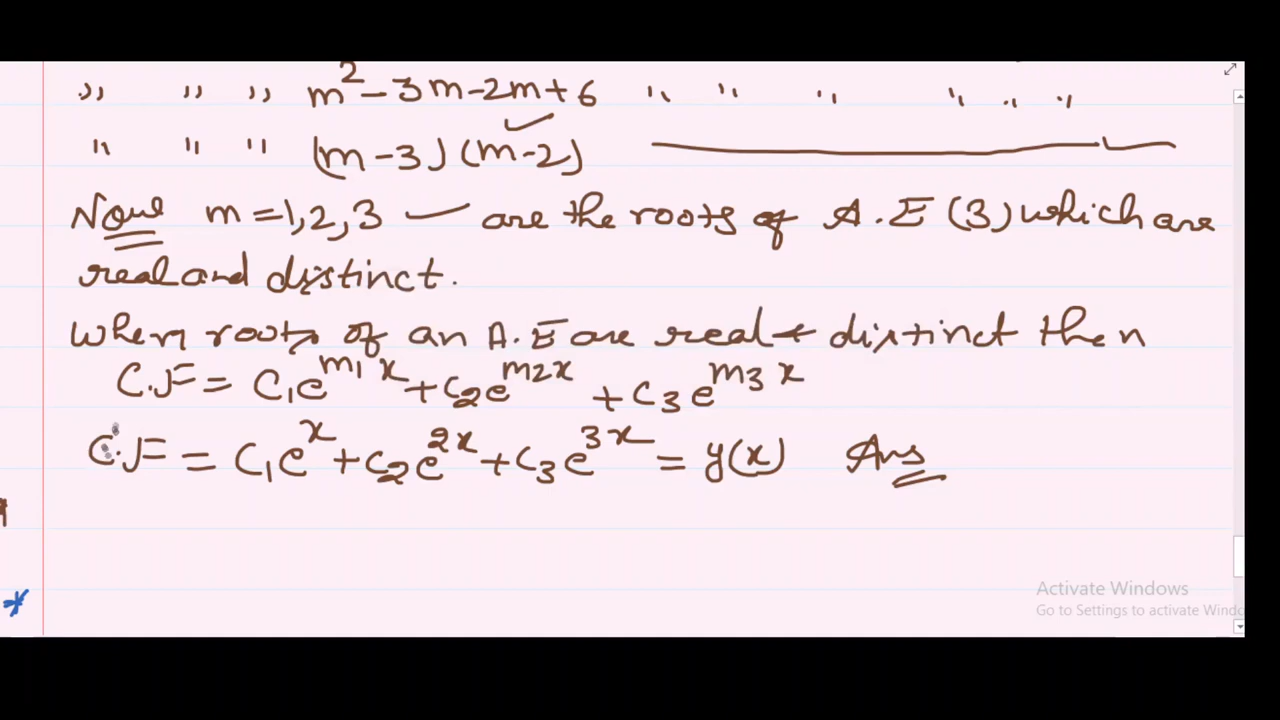 ,, ,, ,, m² - 3m - 2m + 6 ,, ,, ,, ,, ,, ,,
,, ,, ,, (m - 3) (m - 2)
Now m = 1, 2, 3 are the roots of A.E (3) which are
real and distinct.
When roots of an A.E are real + distinct then
C.F = C₁e^{m₁x} + C₂e^{m₂x} + C₃e^{m₃x}
C.F = C₁e^{x} + C₂e^{2x} + C₃e^{3x} = y(x) Ans
Activate Windows
Go to Settings to activate Windo